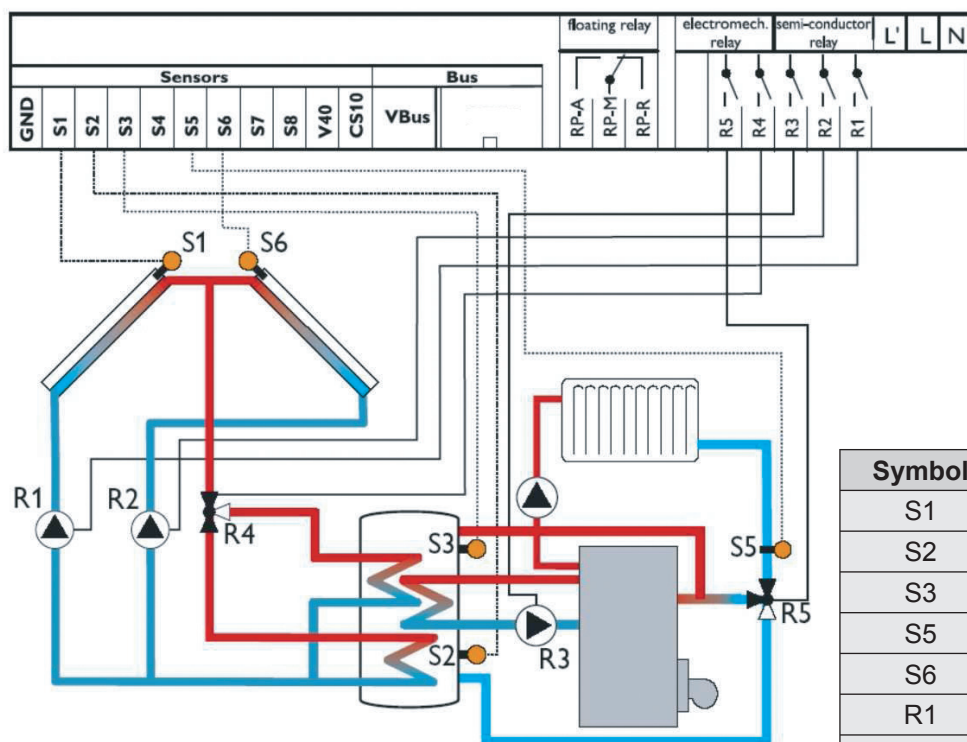 floating relay
electromech. relay
semi-conductor relay
L' L N
Sensors
Bus
GND S1 S2 S3 S4 S5 S6 S7 S8 V40 CS10
VBus
RP-A RP-M RP-R
R5 R4 R3 R2 R1
S1 S6
R1 R2 R4
S3 S5
R5
S2 R3
Symbol
S1
S2
S3
S5
S6
R1